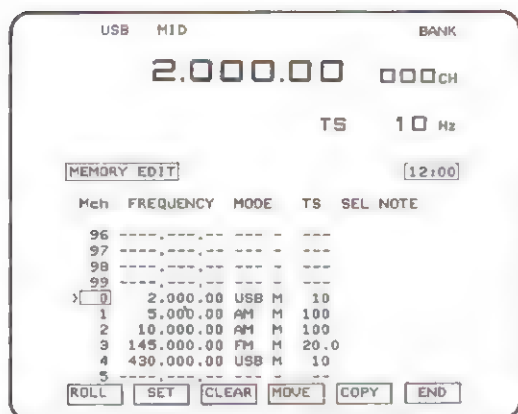 USB MID BANK
2.000.00 000CH
TS 10 Hz
MEMORY EDIT [12:00]
Mch FREQUENCY MODE TS SEL NOTE
96 ----.---.-- --- - ---
97 ----.---.-- --- - ---
98 ----.---.-- --- - ---
99 ----.---.-- --- - ---
>0 2.000.00 USB M 10
1 5.000.00 AM M 100
2 10.000.00 AM M 100
3 145.000.00 FM M 20.0
4 430.000.00 USB M 10
5 ----.---.-- --- - ---
ROLL SET CLEAR MOVE COPY END